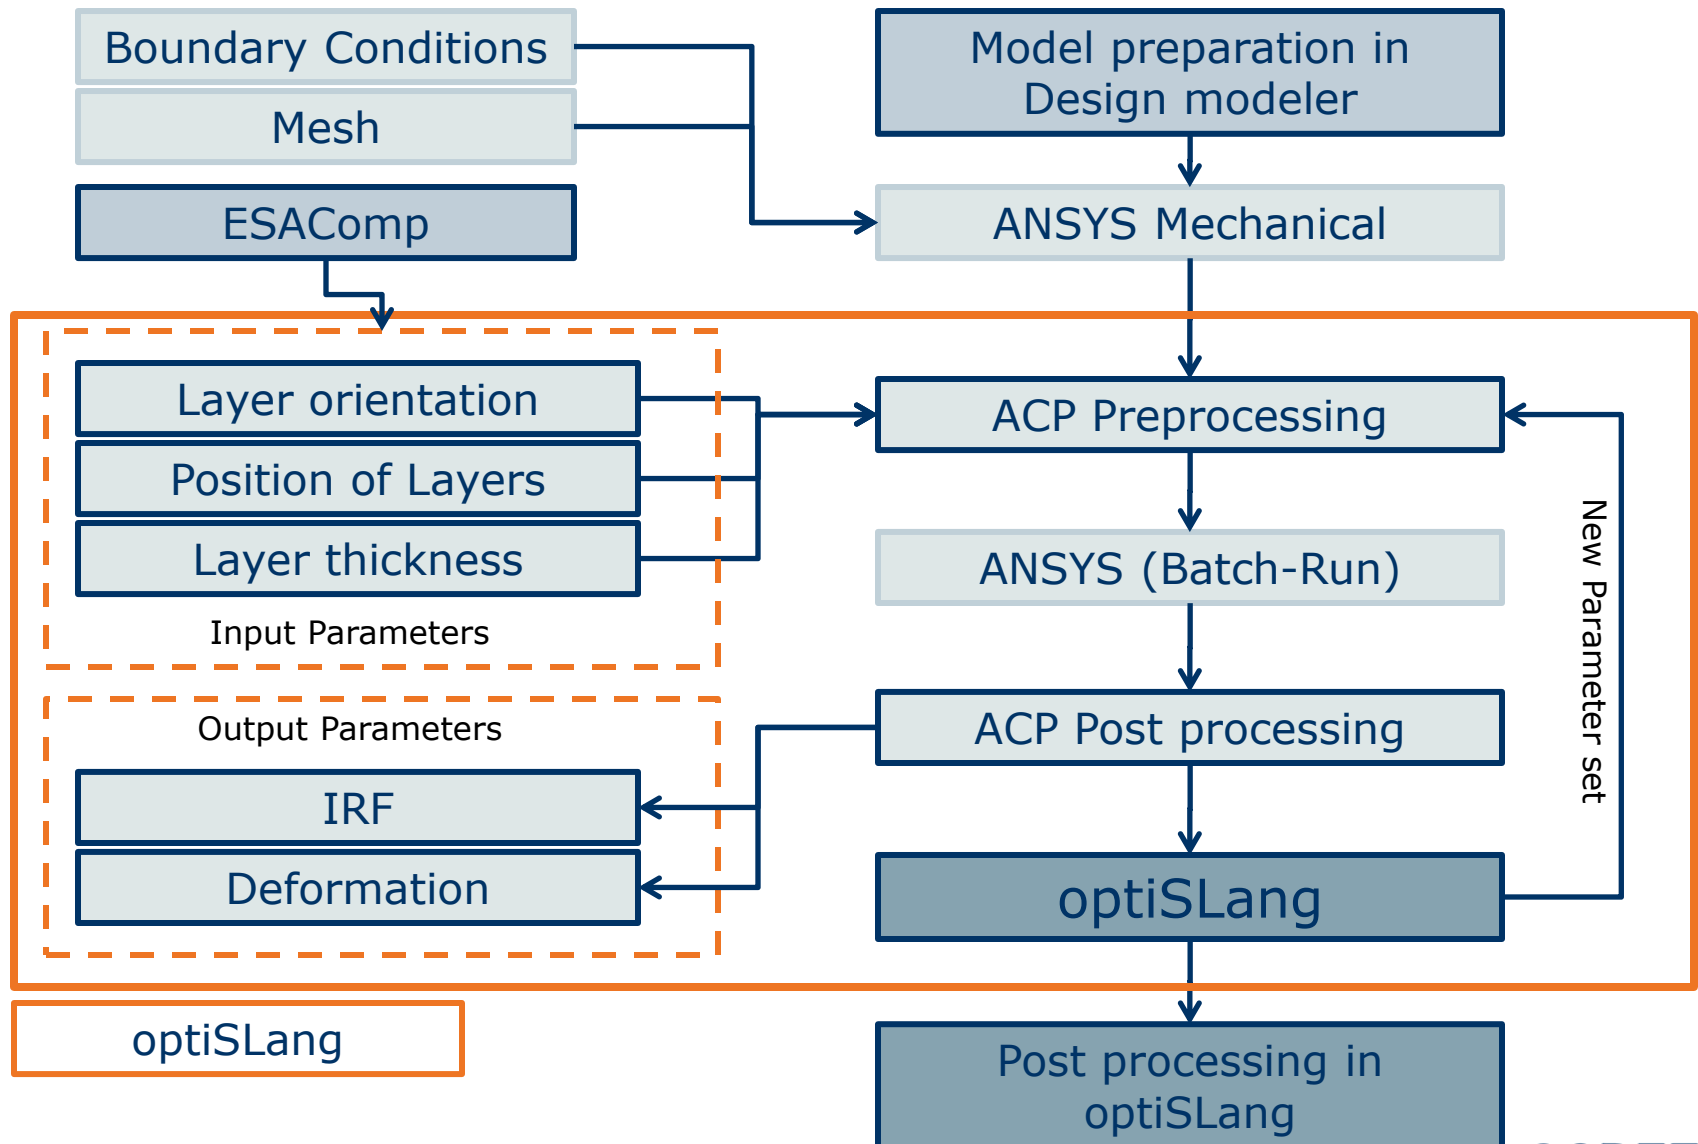 Boundary Conditions
Mesh
ESAComp
Model preparation in
Design modeler
ANSYS Mechanical
Layer orientation
Position of Layers
Layer thickness
Input Parameters
ACP Preprocessing
ANSYS (Batch-Run)
ACP Post processing
New Parameter set
Output Parameters
IRF
Deformation
optiSLang
optiSLang
Post processing in
optiSLang